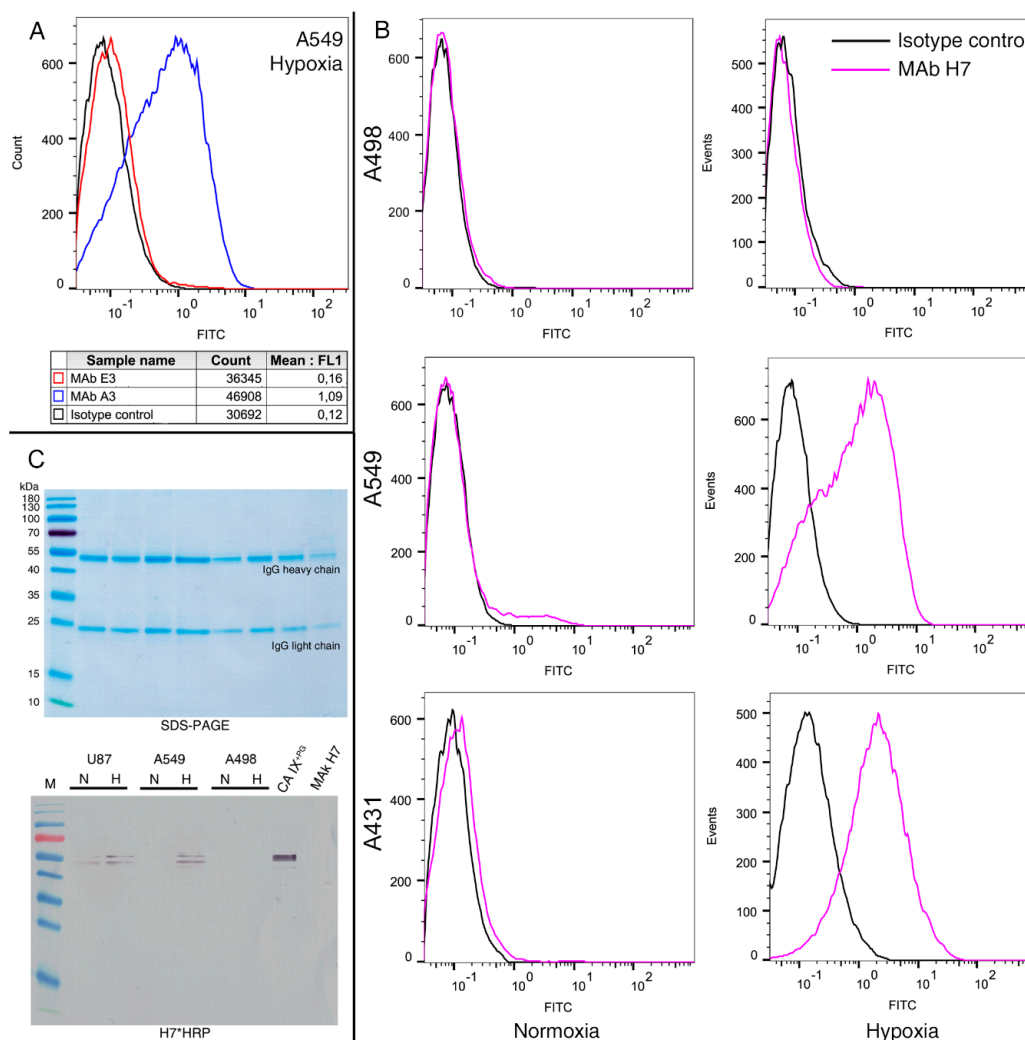 A
A549
Hypoxia
600
400
200
0
Count
10-1
100
101
102
FITC
Sample name Count Mean : FL1
MAb E3 36345 0,16
MAb A3 46908 1,09
Isotype control 30692 0,12
B
Isotype control
MAb H7
A498
600
400
200
0
10-1
100
101
102
FITC
Events
500
400
300
200
100
0
10-1
100
101
102
FITC
A549
600
400
200
0
10-1
100
101
102
FITC
Events
600
400
200
0
10-1
100
101
102
FITC
A431
600
400
200
0
10-1
100
101
102
FITC
Normoxia
Events
500
400
300
200
100
0
10-1
100
101
102
FITC
Hypoxia
C
kDa
180
130
100
70
55
40
35
25
15
10
IgG heavy chain
IgG light chain
SDS-PAGE
M
U87
N H
A549
N H
A498
N H
CA IX+PG
MAk H7
H7*HRP